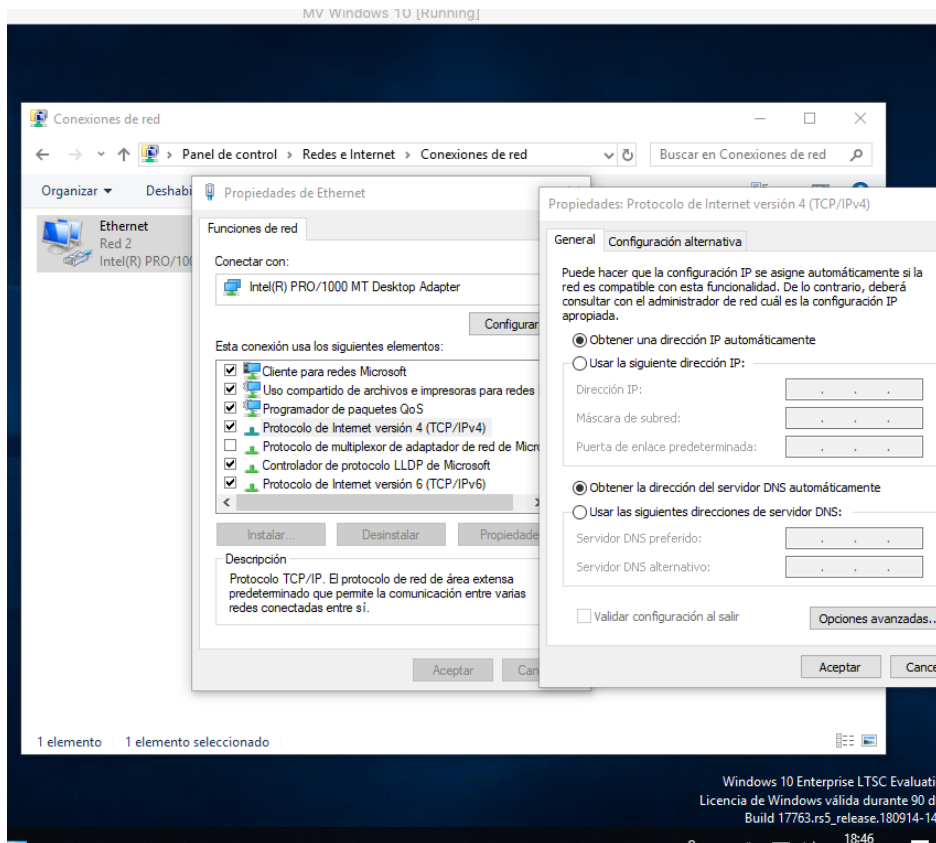 MV Windows 10 [Running]
Conexiones de red
Panel de control > Redes e Internet > Conexiones de red
Buscar en Conexiones de red
Organizar
Deshabi
Ethernet
Red 2
Intel(R) PRO/100
Propiedades de Ethernet
Funciones de red
Conectar con:
Intel(R) PRO/1000 MT Desktop Adapter
Configurar
Esta conexión usa los siguientes elementos:
Cliente para redes Microsoft
Uso compartido de archivos e impresoras para redes
Programador de paquetes QoS
Protocolo de Internet versión 4 (TCP/IPv4)
Protocolo de multiplexor de adaptador de red de Micro
Controlador de protocolo LLDP de Microsoft
Protocolo de Internet versión 6 (TCP/IPv6)
Instalar...
Desinstalar
Propiedade
Descripción
Protocolo TCP/IP. El protocolo de red de área extensa
predeterminado que permite la comunicación entre varias
redes conectadas entre sí.
Aceptar
Can
Propiedades: Protocolo de Internet versión 4 (TCP/IPv4)
General
Configuración alternativa
Puede hacer que la configuración IP se asigne automáticamente si la
red es compatible con esta funcionalidad. De lo contrario, deberá
consultar con el administrador de red cuál es la configuración IP
apropiada.
Obtener una dirección IP automáticamente
Usar la siguiente dirección IP:
Dirección IP:
Máscara de subred:
Puerta de enlace predeterminada:
Obtener la dirección del servidor DNS automáticamente
Usar las siguientes direcciones de servidor DNS:
Servidor DNS preferido:
Servidor DNS alternativo:
Validar configuración al salir
Opciones avanzadas..
Aceptar
Cance
1 elemento
1 elemento seleccionado
Windows 10 Enterprise LTSC Evaluati
Licencia de Windows válida durante 90 d
Build 17763.rs5_release.180914-14
18:46